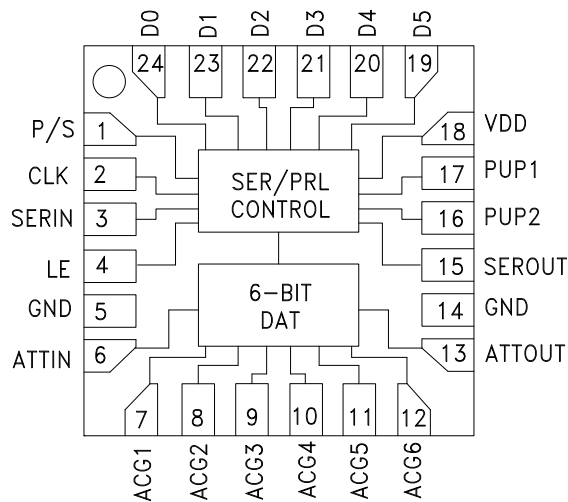 D0 D1 D2 D3 D4 D5
24 23 22 21 20 19
P/S 1 18 VDD
CLK 2 17 PUP1
SERIN 3 16 PUP2
LE 4 15 SEROUT
GND 5 14 GND
ATTIN 6 13 ATTOUT
SER/PRL
CONTROL
6-BIT
DAT
7 8 9 10 11 12
ACG1 ACG2 ACG3 ACG4 ACG5 ACG6